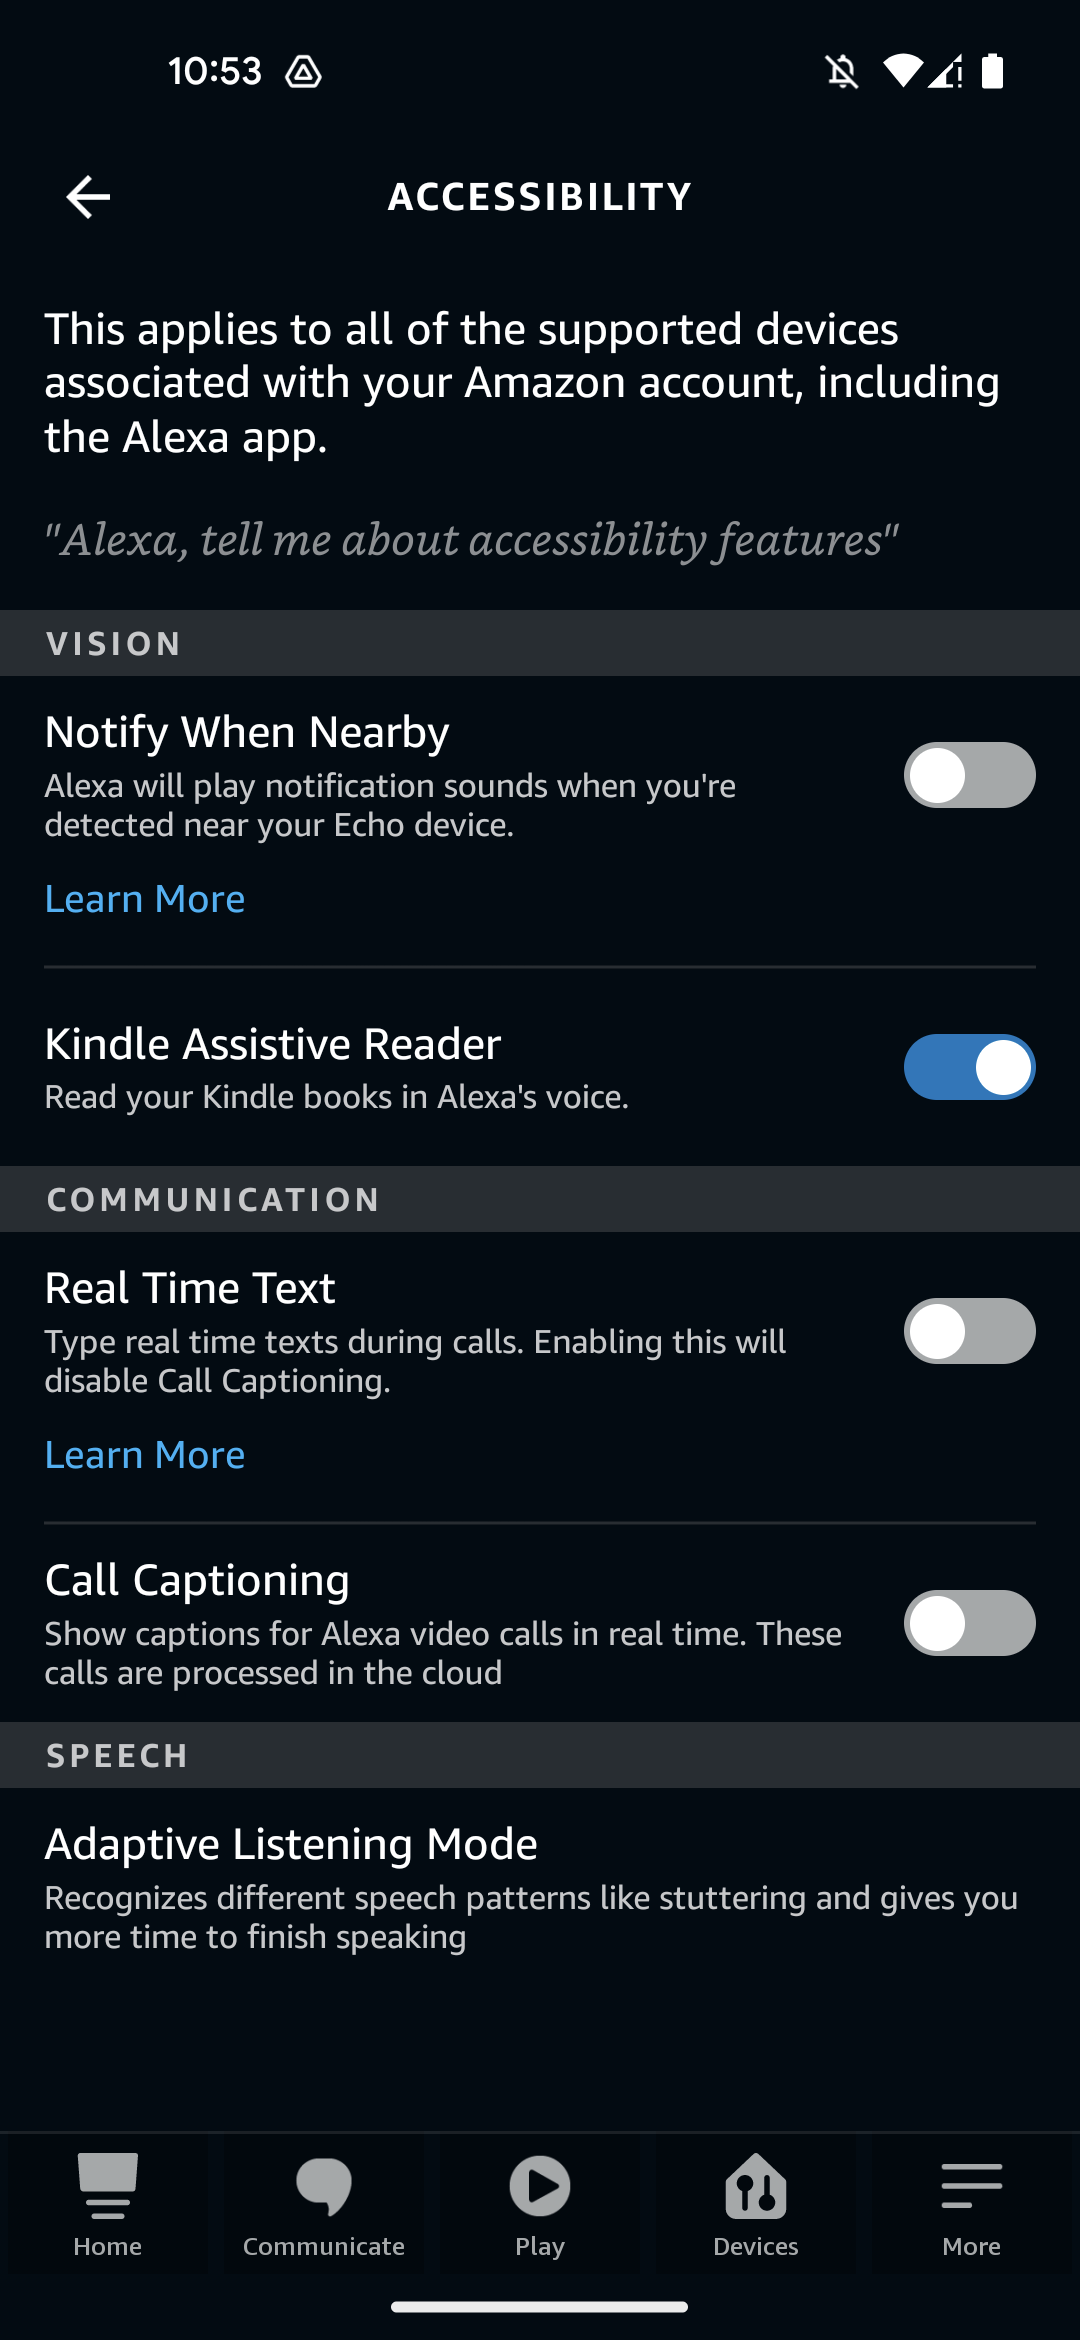 10:53
ACCESSIBILITY
This applies to all of the supported devices
associated with your Amazon account, including
the Alexa app.
"Alexa, tell me about accessibility features"
VISION
Notify When Nearby
Alexa will play notification sounds when you're
detected near your Echo device.
Learn More
Kindle Assistive Reader
Read your Kindle books in Alexa's voice.
COMMUNICATION
Real Time Text
Type real time texts during calls. Enabling this will
disable Call Captioning.
Learn More
Call Captioning
Show captions for Alexa video calls in real time. These
calls are processed in the cloud
SPEECH
Adaptive Listening Mode
Recognizes different speech patterns like stuttering and gives you
more time to finish speaking
Home Communicate Play Devices More